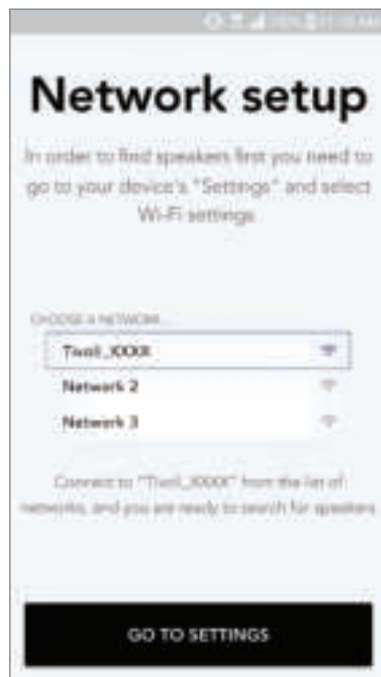 Network setup
In order to find speakers first you need to
go to your device's "Settings" and select
Wi-Fi settings
CHOOSE A NETWORK...
Tivoli_XXXX
Network 2
Network 3
Connect to "Tivoli_XXXX" from the list of
networks, and you are ready to search for speakers
GO TO SETTINGS